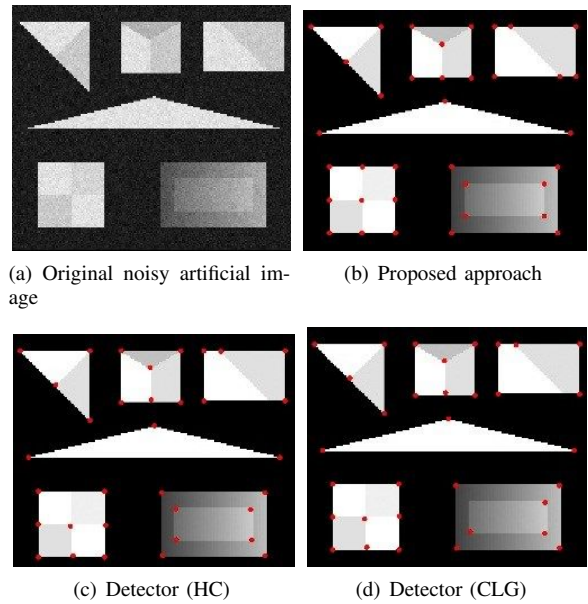 (a) Original noisy artificial im-
age
(b) Proposed approach
(c) Detector (HC)
(d) Detector (CLG)